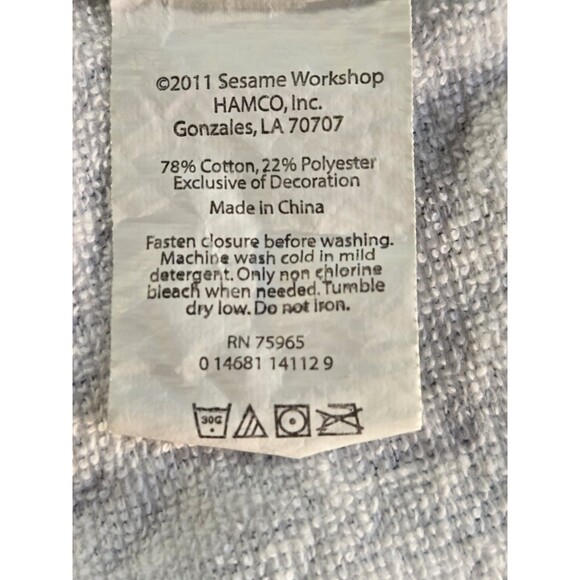 ©2011 Sesame Workshop
HAMCO, Inc.
Gonzales, LA 70707
78% Cotton, 22% Polyester
Exclusive of Decoration
Made in China
Fasten closure before washing.
Machine wash cold in mild
detergent. Only non chlorine
bleach when needed. Tumble
dry low. Do not iron.
RN 75965
0 14681 14112 9
30C